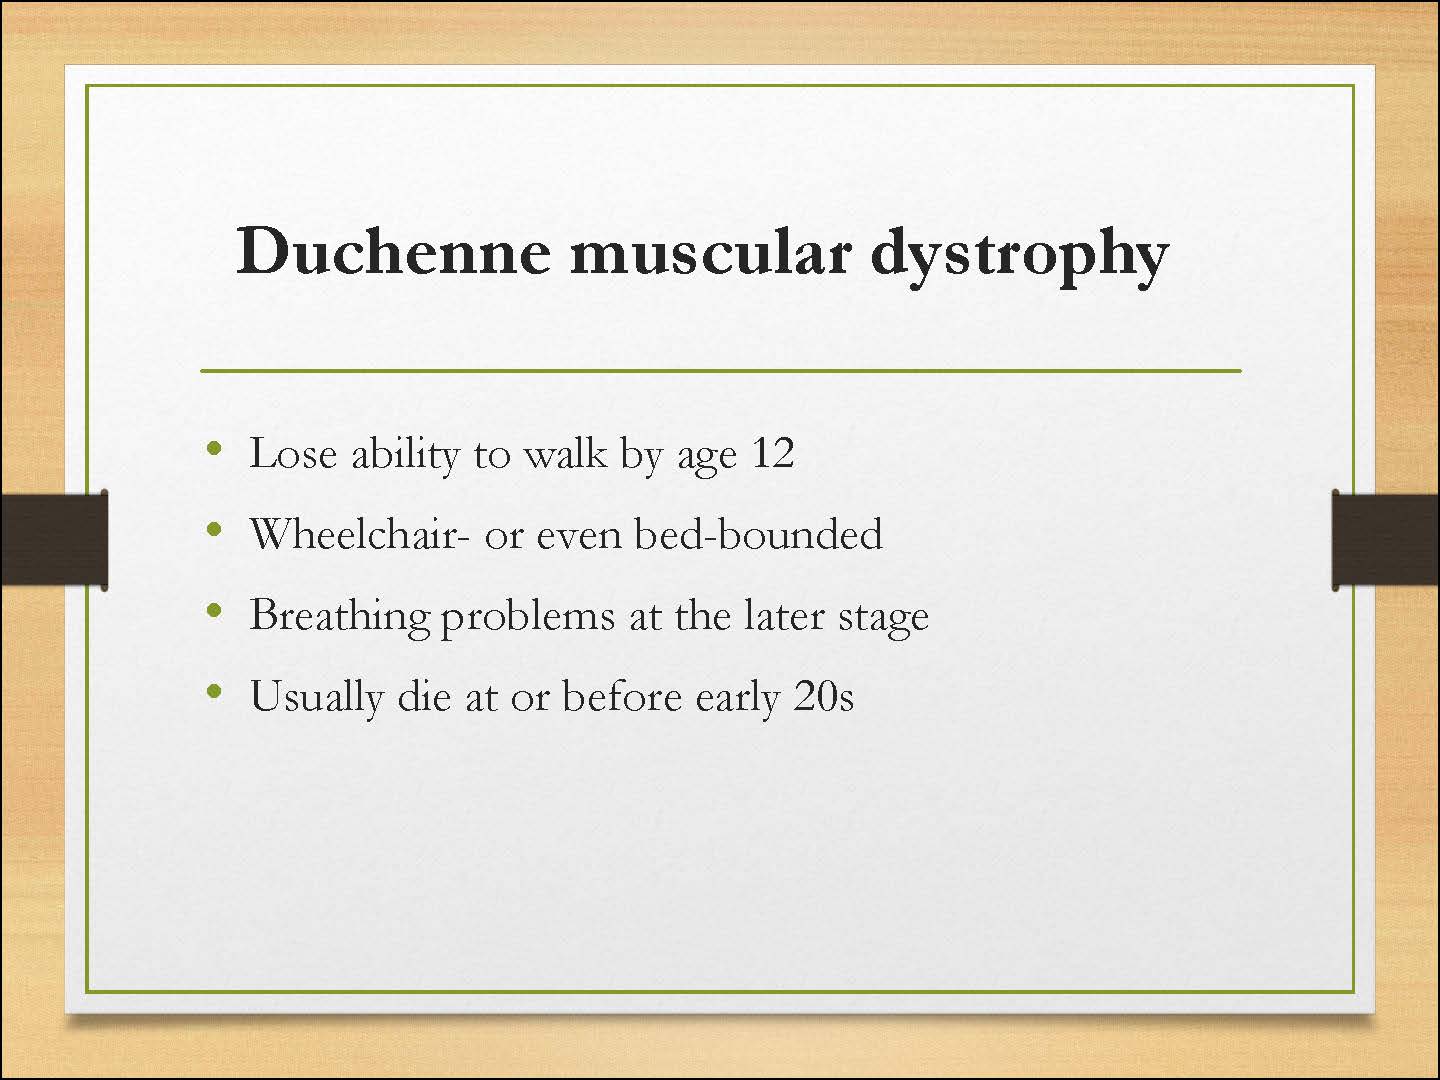 Duchenne muscular dystrophy
• Lose ability to walk by age 12
• Wheelchair- or even bed-bounded
• Breathing problems at the later stage
• Usually die at or before early 20s